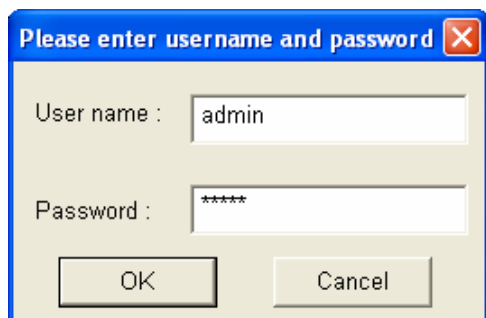 Please enter username and password
User name : admin
Password : *****
OK Cancel